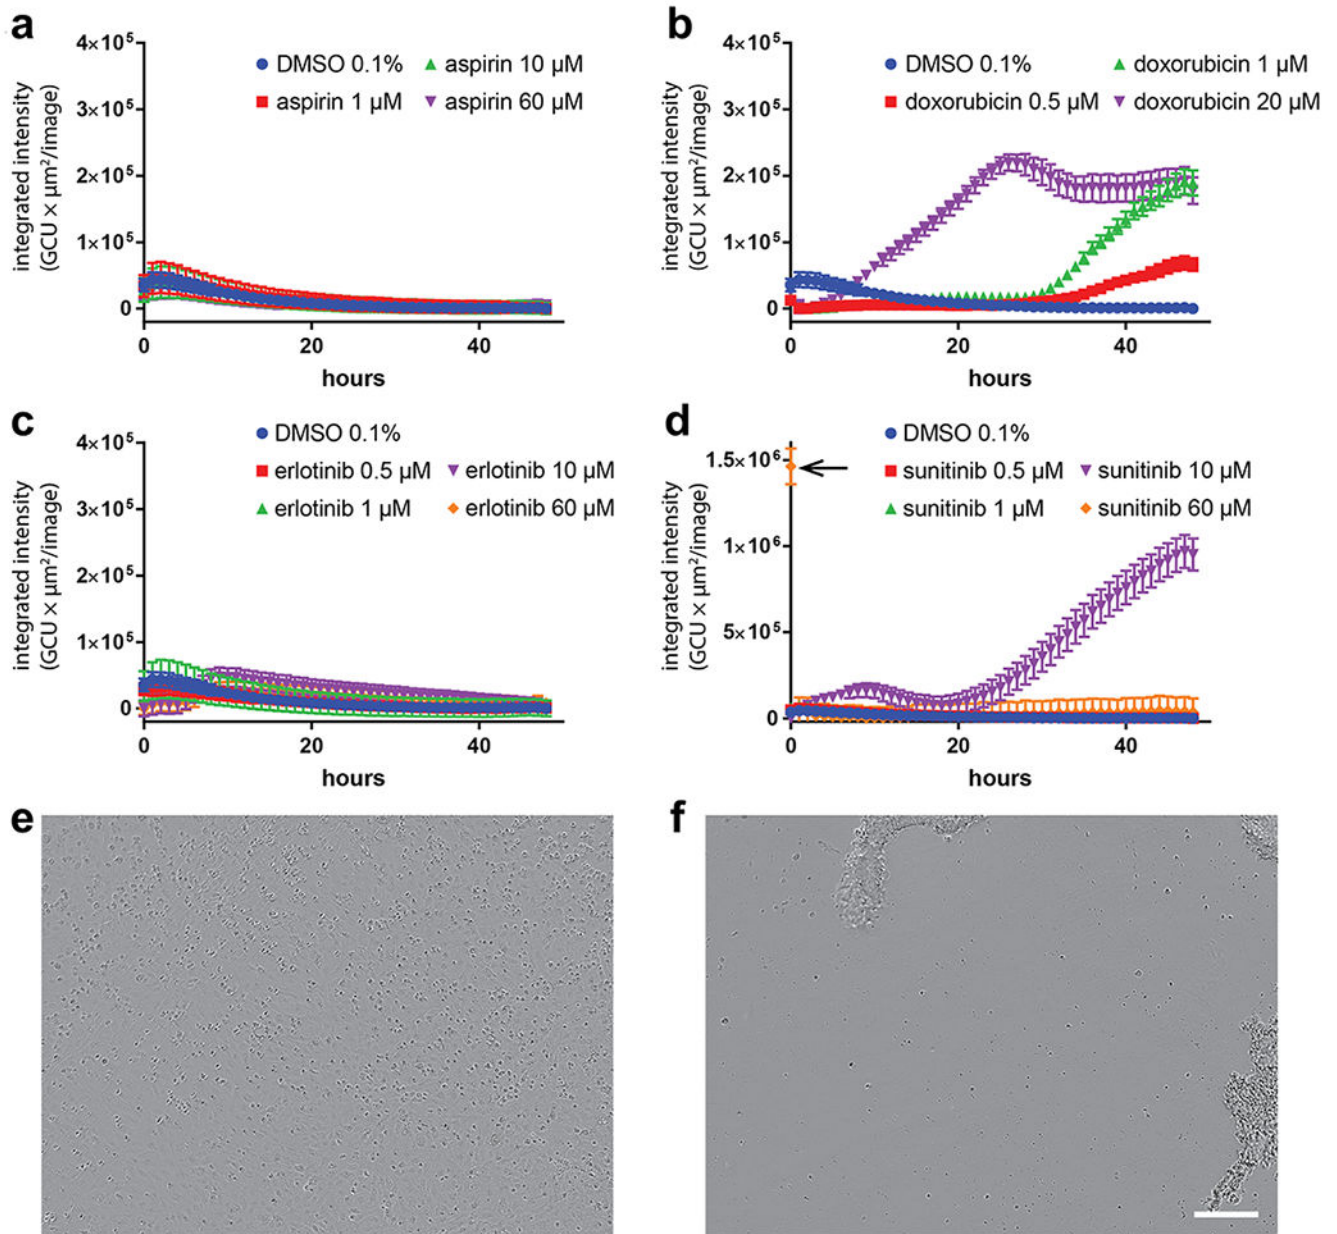 a
4×10⁵
3×10⁵
2×10⁵
1×10⁵
0
integrated intensity
(GCU × µm²/image)
DMSO 0.1%
aspirin 10 µM
aspirin 1 µM
aspirin 60 µM
0
20
40
hours
b
4×10⁵
3×10⁵
2×10⁵
1×10⁵
0
integrated intensity
(GCU × µm²/image)
DMSO 0.1%
doxorubicin 1 µM
doxorubicin 0.5 µM
doxorubicin 20 µM
0
20
40
hours
c
4×10⁵
3×10⁵
2×10⁵
1×10⁵
0
integrated intensity
(GCU × µm²/image)
DMSO 0.1%
erlotinib 0.5 µM
erlotinib 10 µM
erlotinib 1 µM
erlotinib 60 µM
0
20
40
hours
d
1.5×10⁶
1×10⁶
5×10⁵
0
integrated intensity
(GCU × µm²/image)
DMSO 0.1%
sunitinib 0.5 µM
sunitinib 10 µM
sunitinib 1 µM
sunitinib 60 µM
0
20
40
hours
e
f